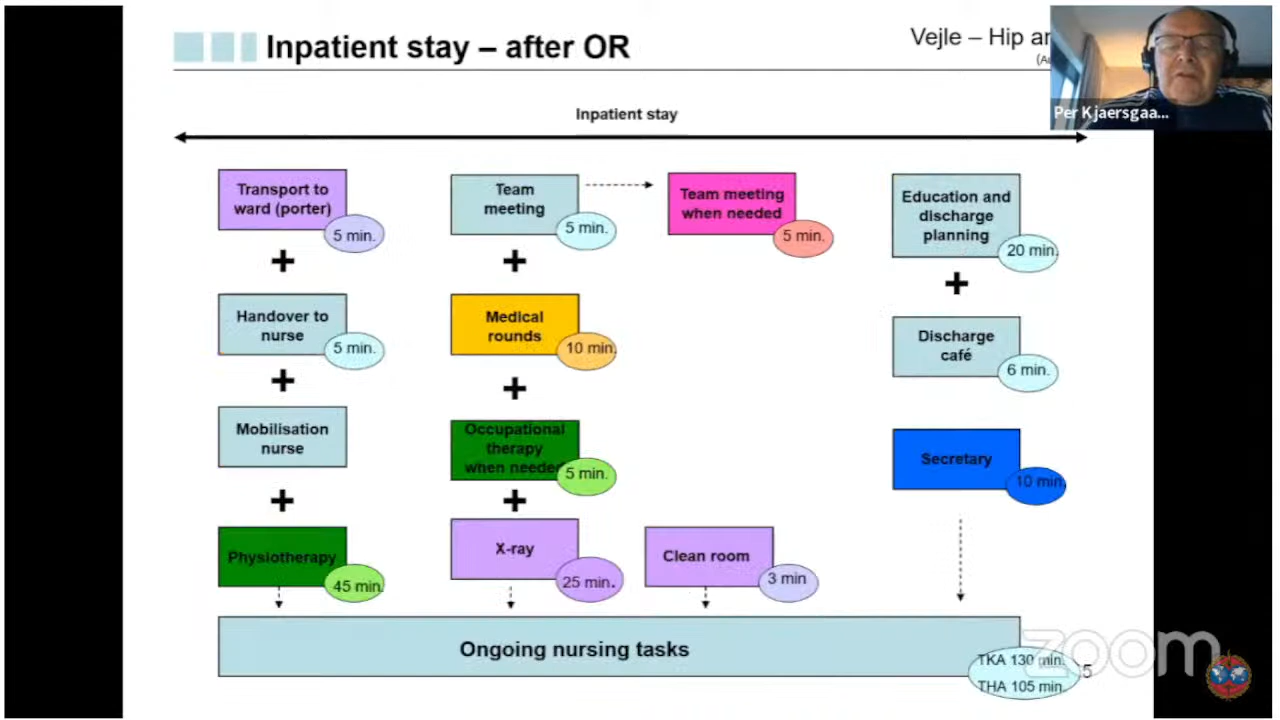 Inpatient stay – after OR
Vejle – Hip an
(A
Per Kjaersgaa...
Inpatient stay
Transport to
ward (porter)
5 min.
+
Handover to
nurse
5 min.
+
Mobilisation
nurse
+
Physiotherapy
45 min.
Team
meeting
5 min.
+
Medical
rounds
10 min.
+
Occupational
therapy
when needed
5 min.
+
X-ray
25 min.
Team meeting
when needed
5 min.
Clean room
3 min
Education and
discharge
planning
20 min.
+
Discharge
café
6 min.
Secretary
10 min.
Ongoing nursing tasks
TKA 130 min.
THA 105 min.
5
zoom